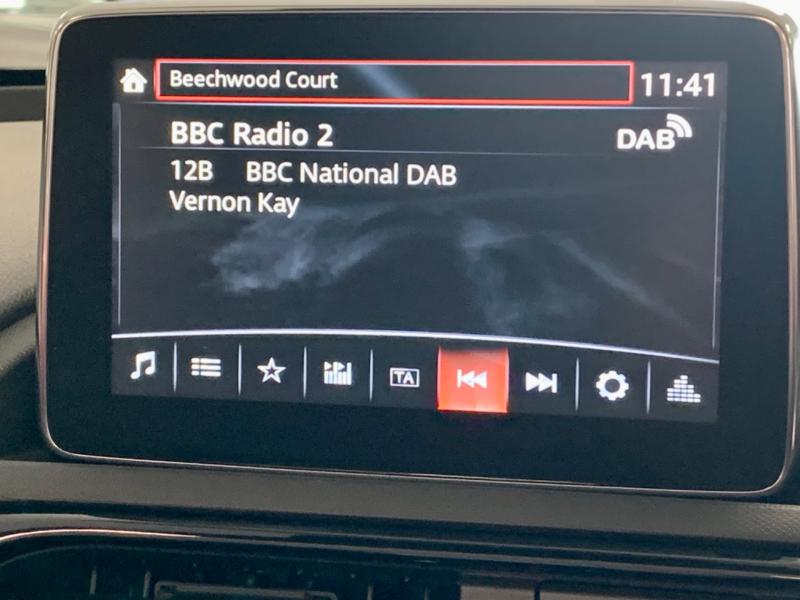 Beechwood Court 11:41
BBC Radio 2 DAB
12B BBC National DAB
Vernon Kay
TA